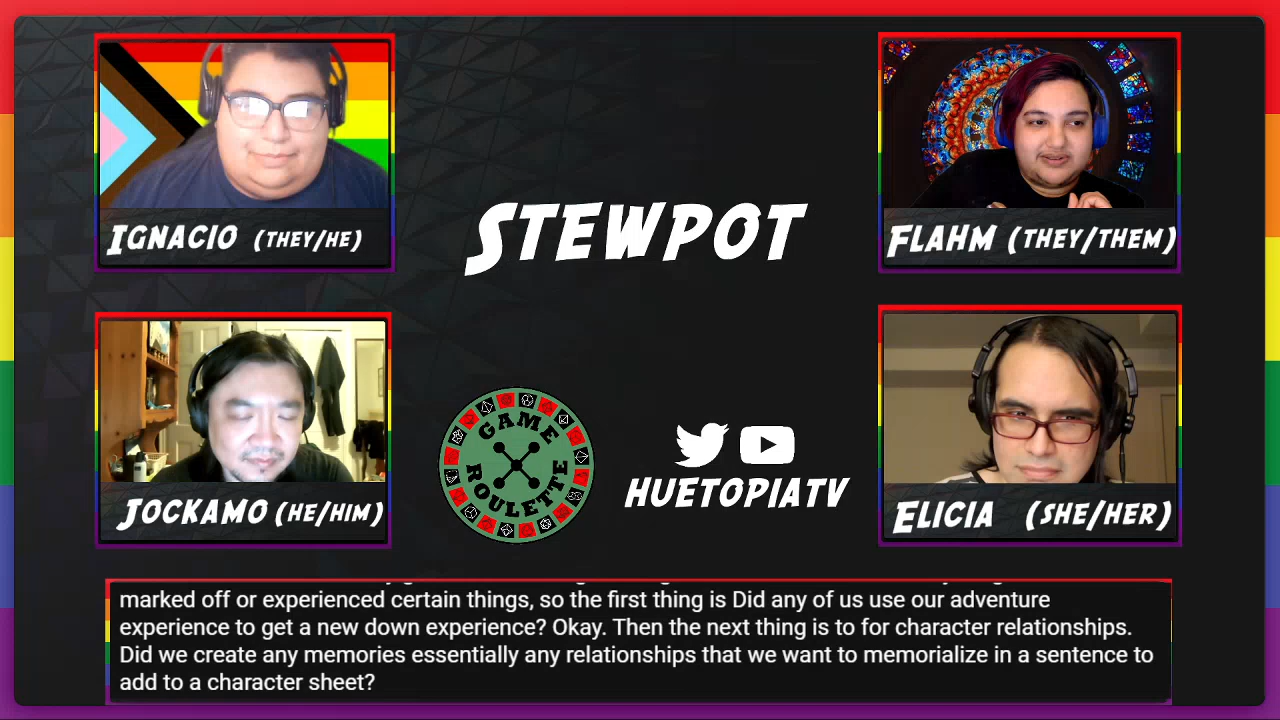 IGNACIO (THEY/HE)
STEWPOT
FLAHM (THEY/THEM)
JOCKAMO (HE/HIM)
GAME
ROULETTE
HUETOPIATV
ELICIA (SHE/HER)
marked off or experienced certain things, so the first thing is Did any of us use our adventure
experience to get a new down experience? Okay. Then the next thing is to for character relationships.
Did we create any memories essentially any relationships that we want to memorialize in a sentence to
add to a character sheet?